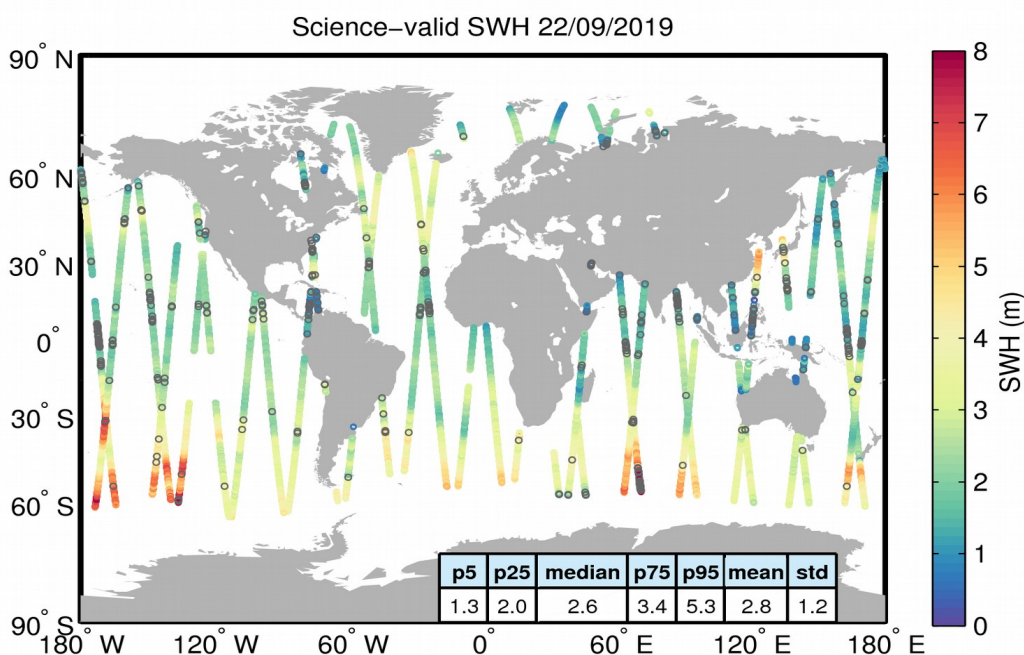 Science−valid SWH 22/09/2019
90° N
60° N
30° N
0°
30° S
60° S
90° S
180° W
120° W
60° W
0°
60° E
120° E
180° E
p5 p25 median p75 p95 mean std
1.3 2.0 2.6 3.4 5.3 2.8 1.2
8
7
6
5
4
3
2
1
0
SWH (m)